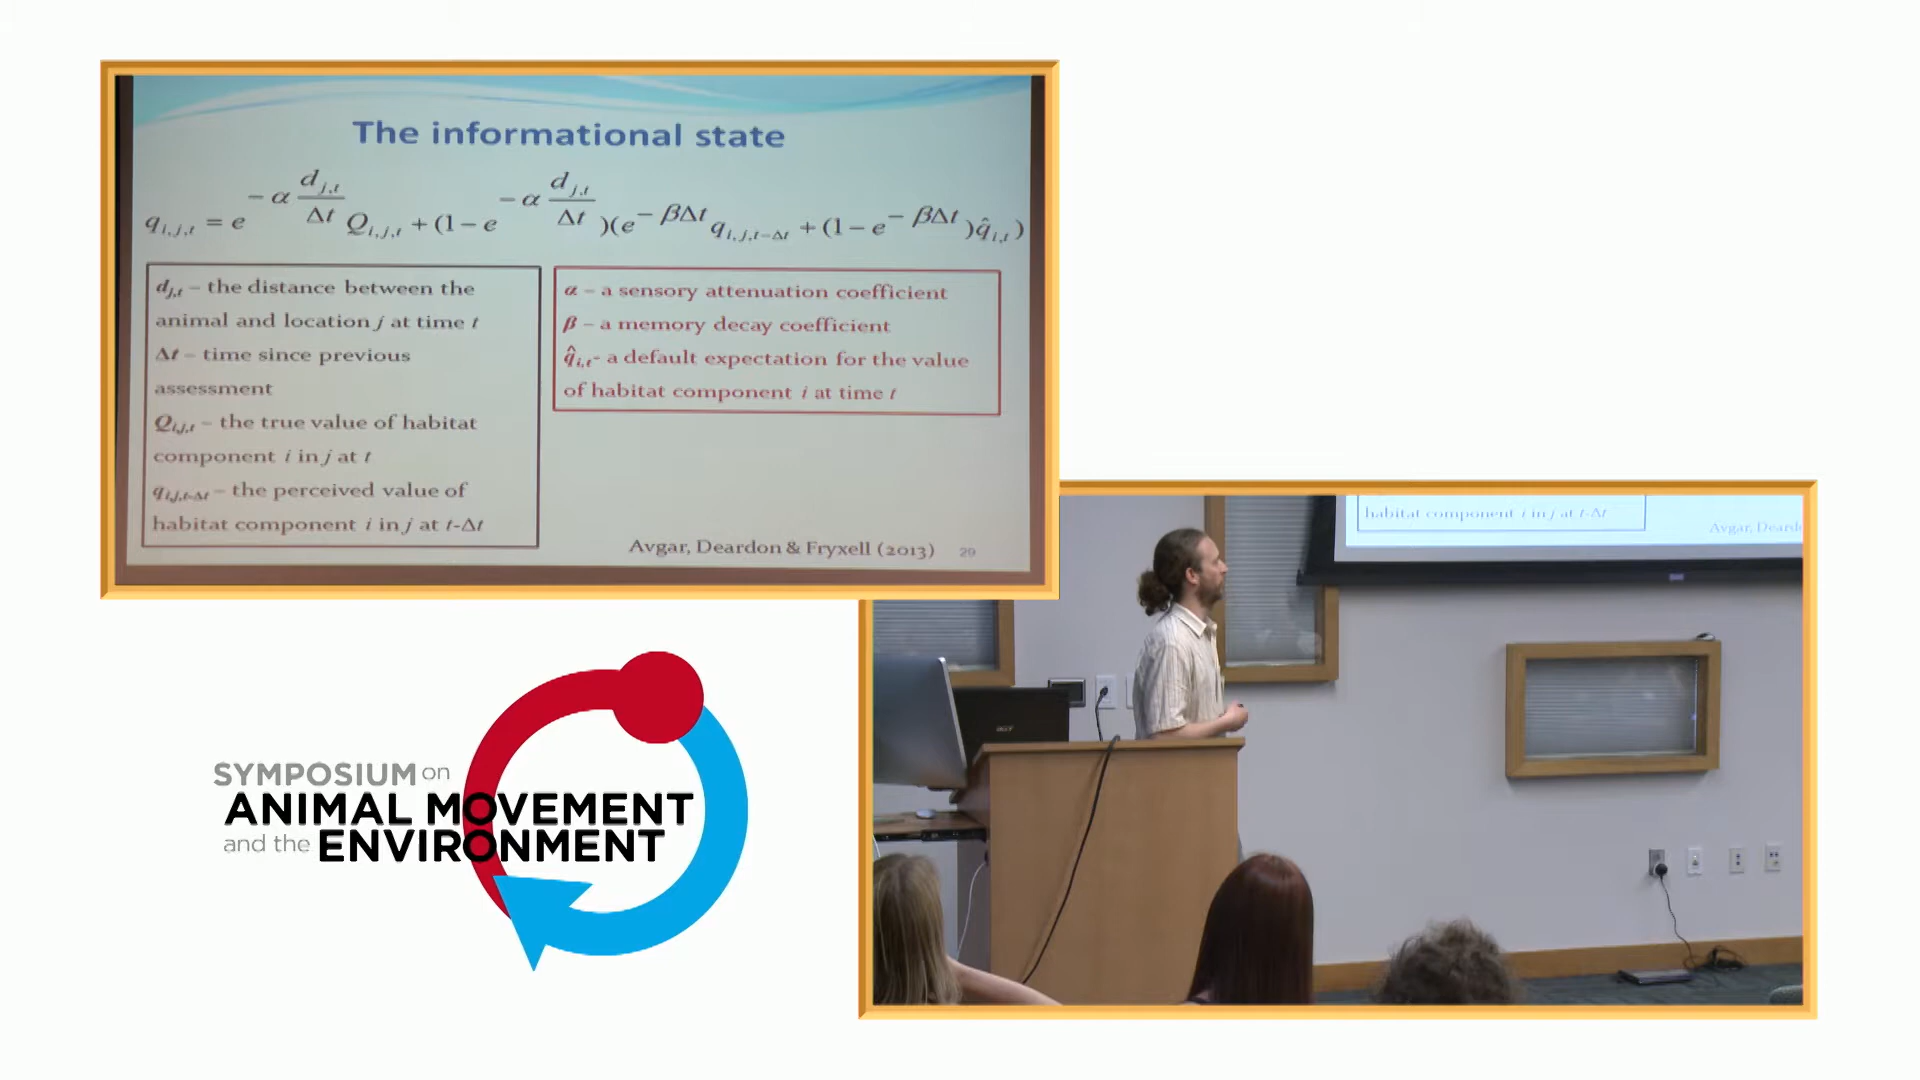 The informational state
q_{i,j,t} = e^{-α d_{j,t}/Δt} Q_{i,j,t} + (1 − e^{-α d_{j,t}/Δt})(e^{-βΔt} q_{i,j,t−Δt} + (1 − e^{-βΔt}) q̂_{i,t})
d_{j,t} – the distance between the
animal and location j at time t
Δt – time since previous
assessment
Q_{i,j,t} – the true value of habitat
component i in j at t
q_{i,j,t-Δt} – the perceived value of
habitat component i in j at t-Δt
α – a sensory attenuation coefficient
β – a memory decay coefficient
q̂_{i,t}- a default expectation for the value
of habitat component i at time t
Avgar, Deardon & Fryxell (2013) 29
habitat component i in j at t-Δt
Avgar, Deard
acer
SYMPOSIUM on
ANIMAL MOVEMENT
and the ENVIRONMENT